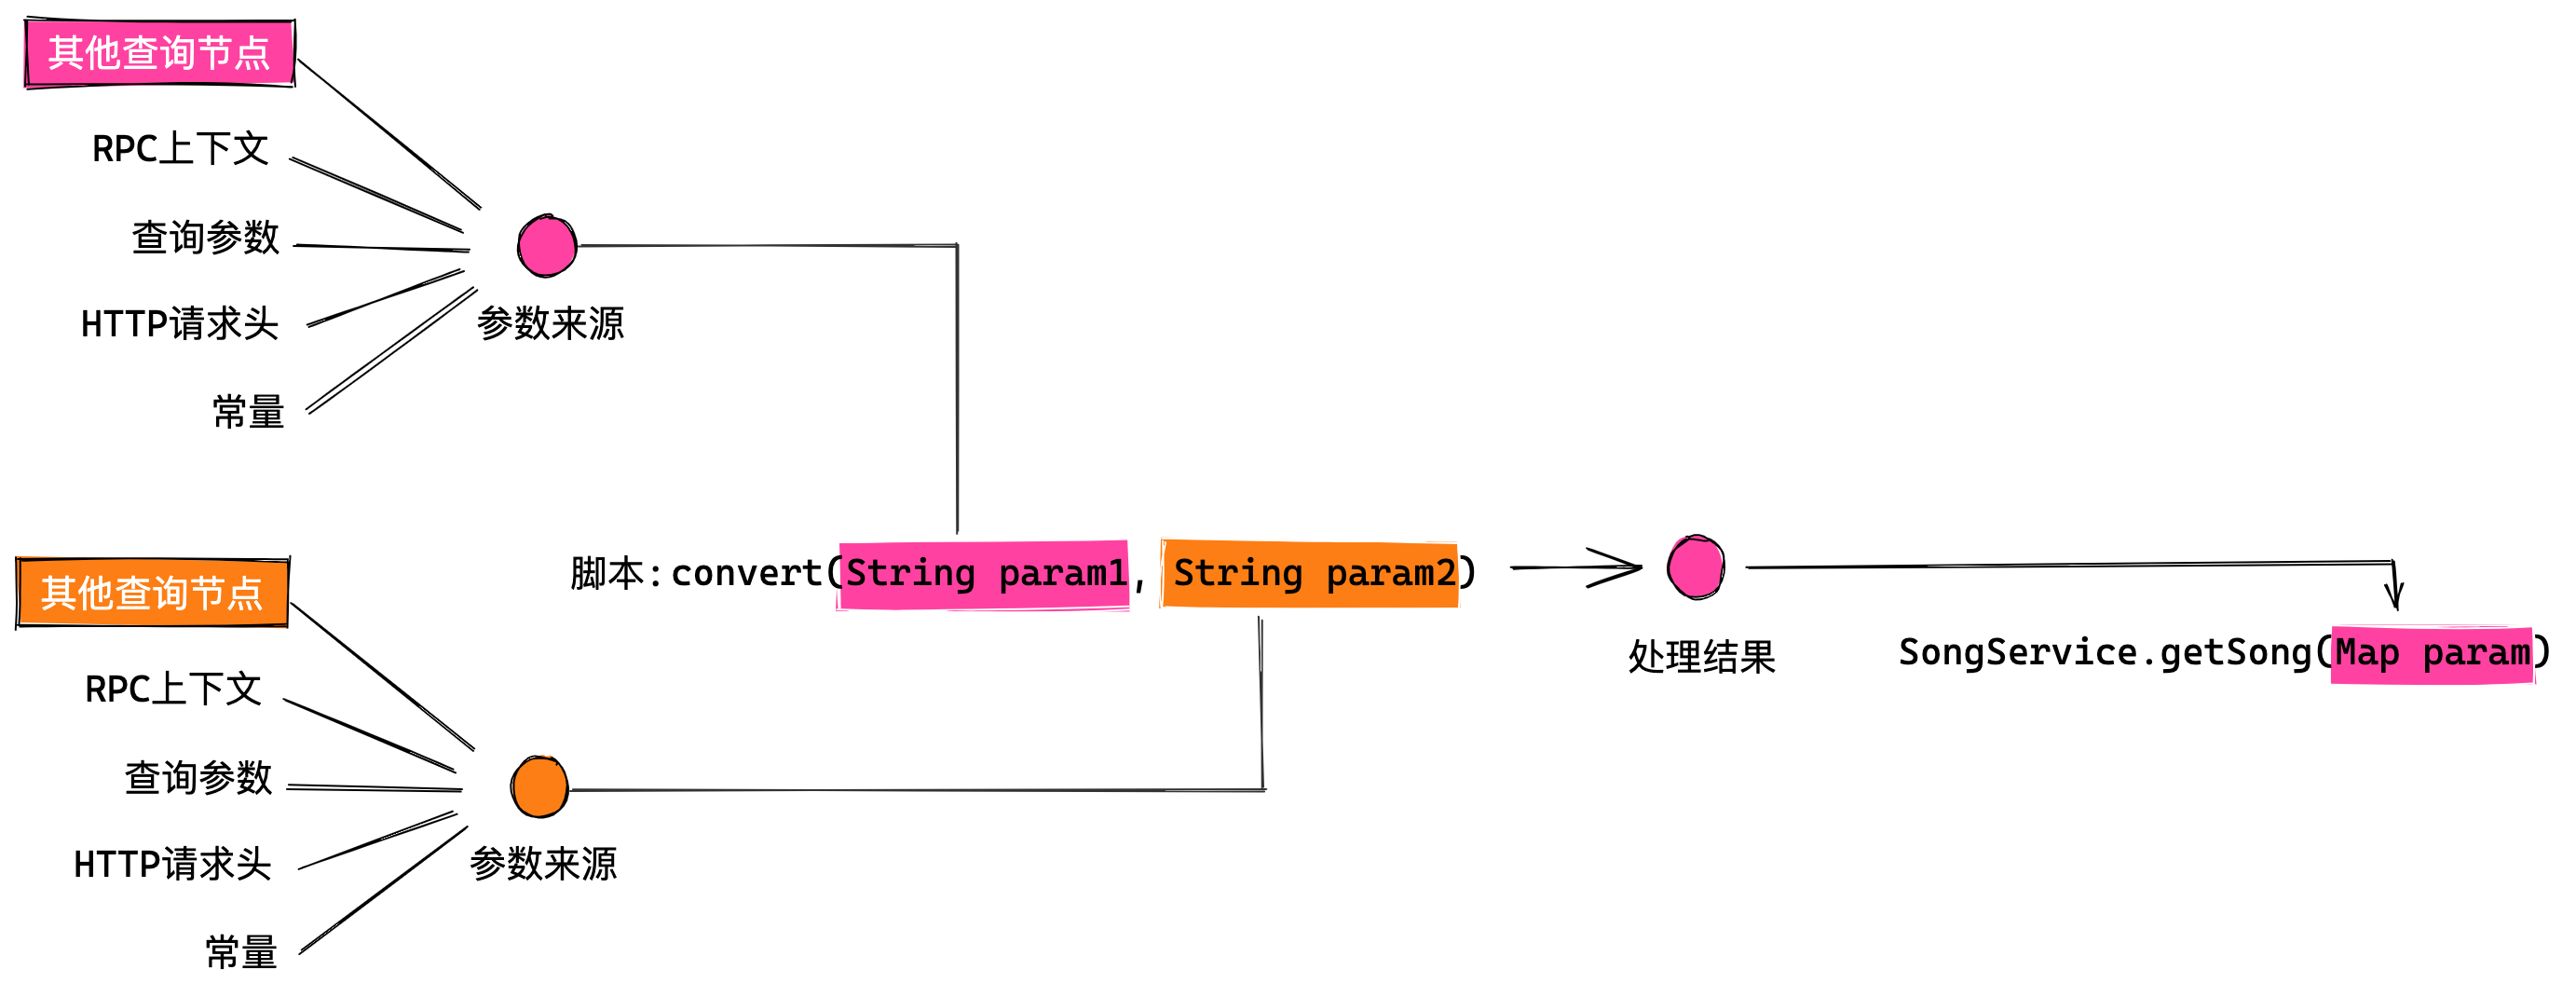 其他查询节点
RPC上下文
查询参数
HTTP请求头
参数来源
常量
脚本:convert(String param1, String param2)
其他查询节点
处理结果
SongService.getSong(Map param)
RPC上下文
查询参数
HTTP请求头
参数来源
常量